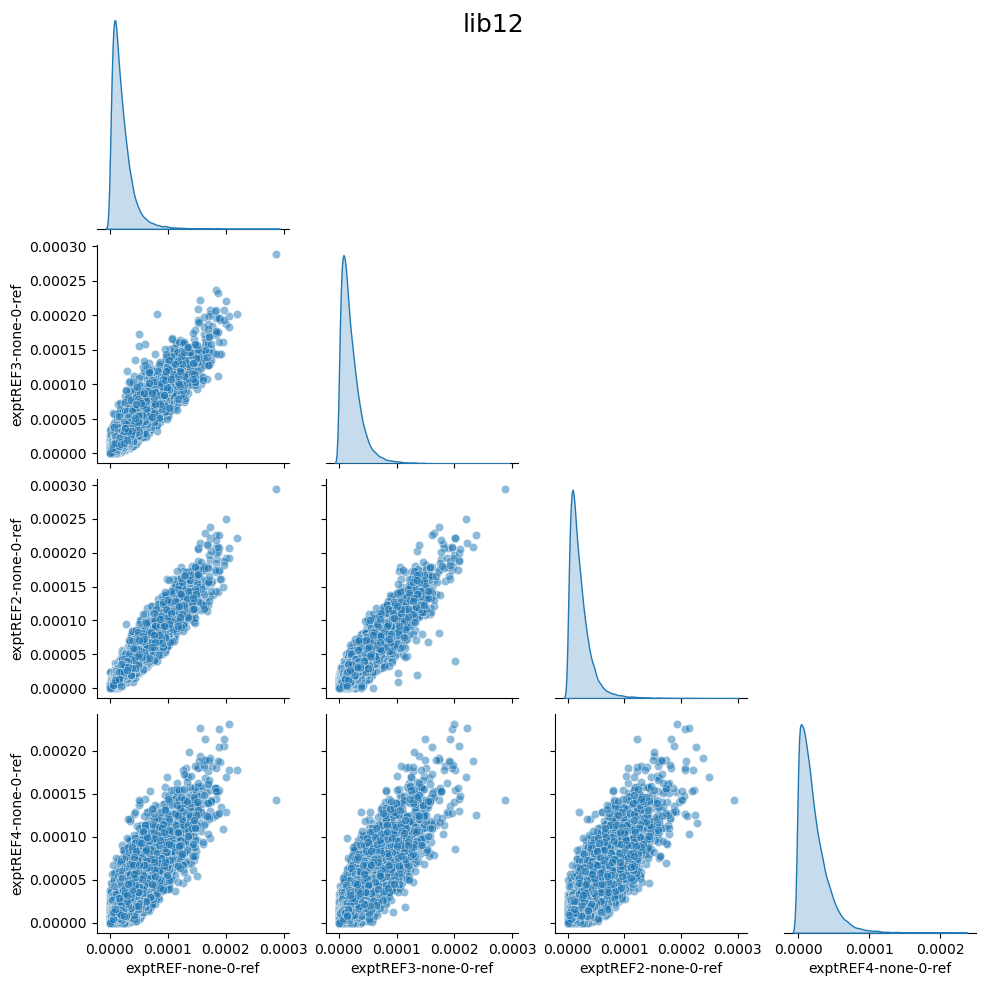 lib12
0.00030
0.00025
0.00020
0.00015
0.00010
0.00005
0.00000
exptREF3-none-0-ref
0.00030
0.00025
0.00020
0.00015
0.00010
0.00005
0.00000
exptREF2-none-0-ref
0.00020
0.00015
0.00010
0.00005
0.00000
exptREF4-none-0-ref
0.0000 0.0001 0.0002 0.0003
exptREF-none-0-ref
0.0000 0.0001 0.0002 0.0003
exptREF3-none-0-ref
0.0000 0.0001 0.0002 0.0003
exptREF2-none-0-ref
0.0000 0.0001 0.0002
exptREF4-none-0-ref